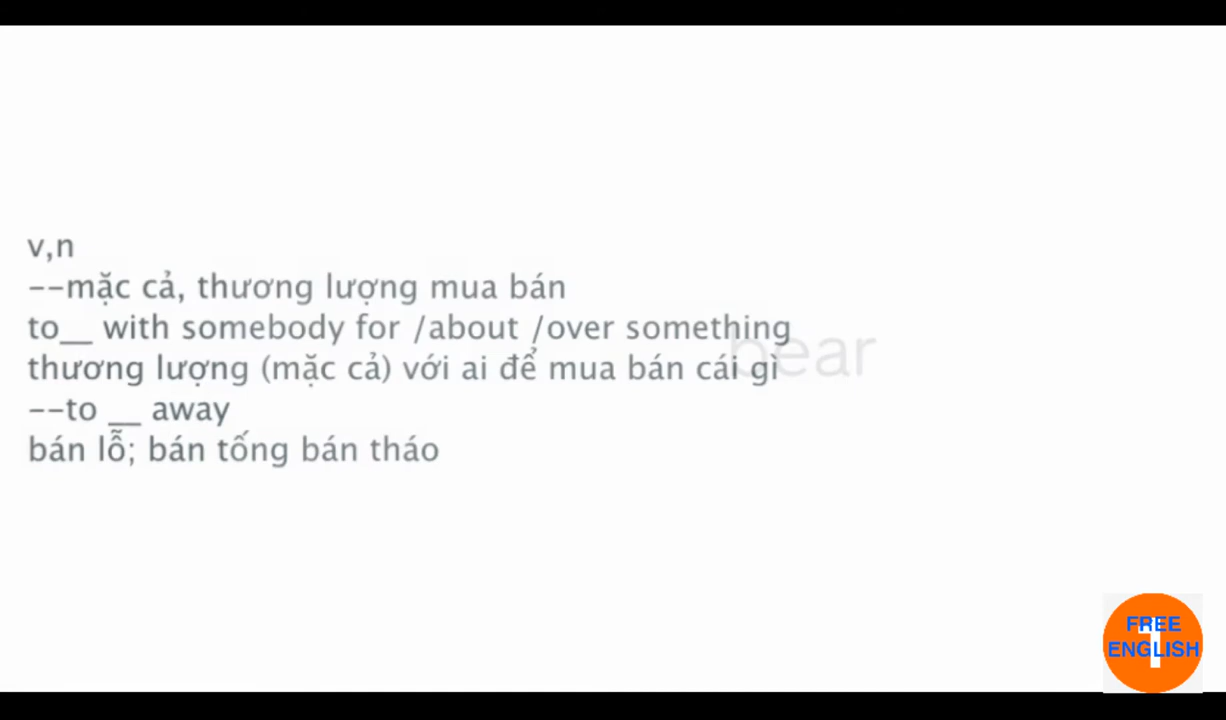 v,n
--mặc cả, thương lượng mua bán
to__ with somebody for /about /over something
thương lượng (mặc cả) với ai để mua bán cái gì
--to __ away
bán lỗ; bán tống bán tháo
bear
FREE
1
ENGLISH